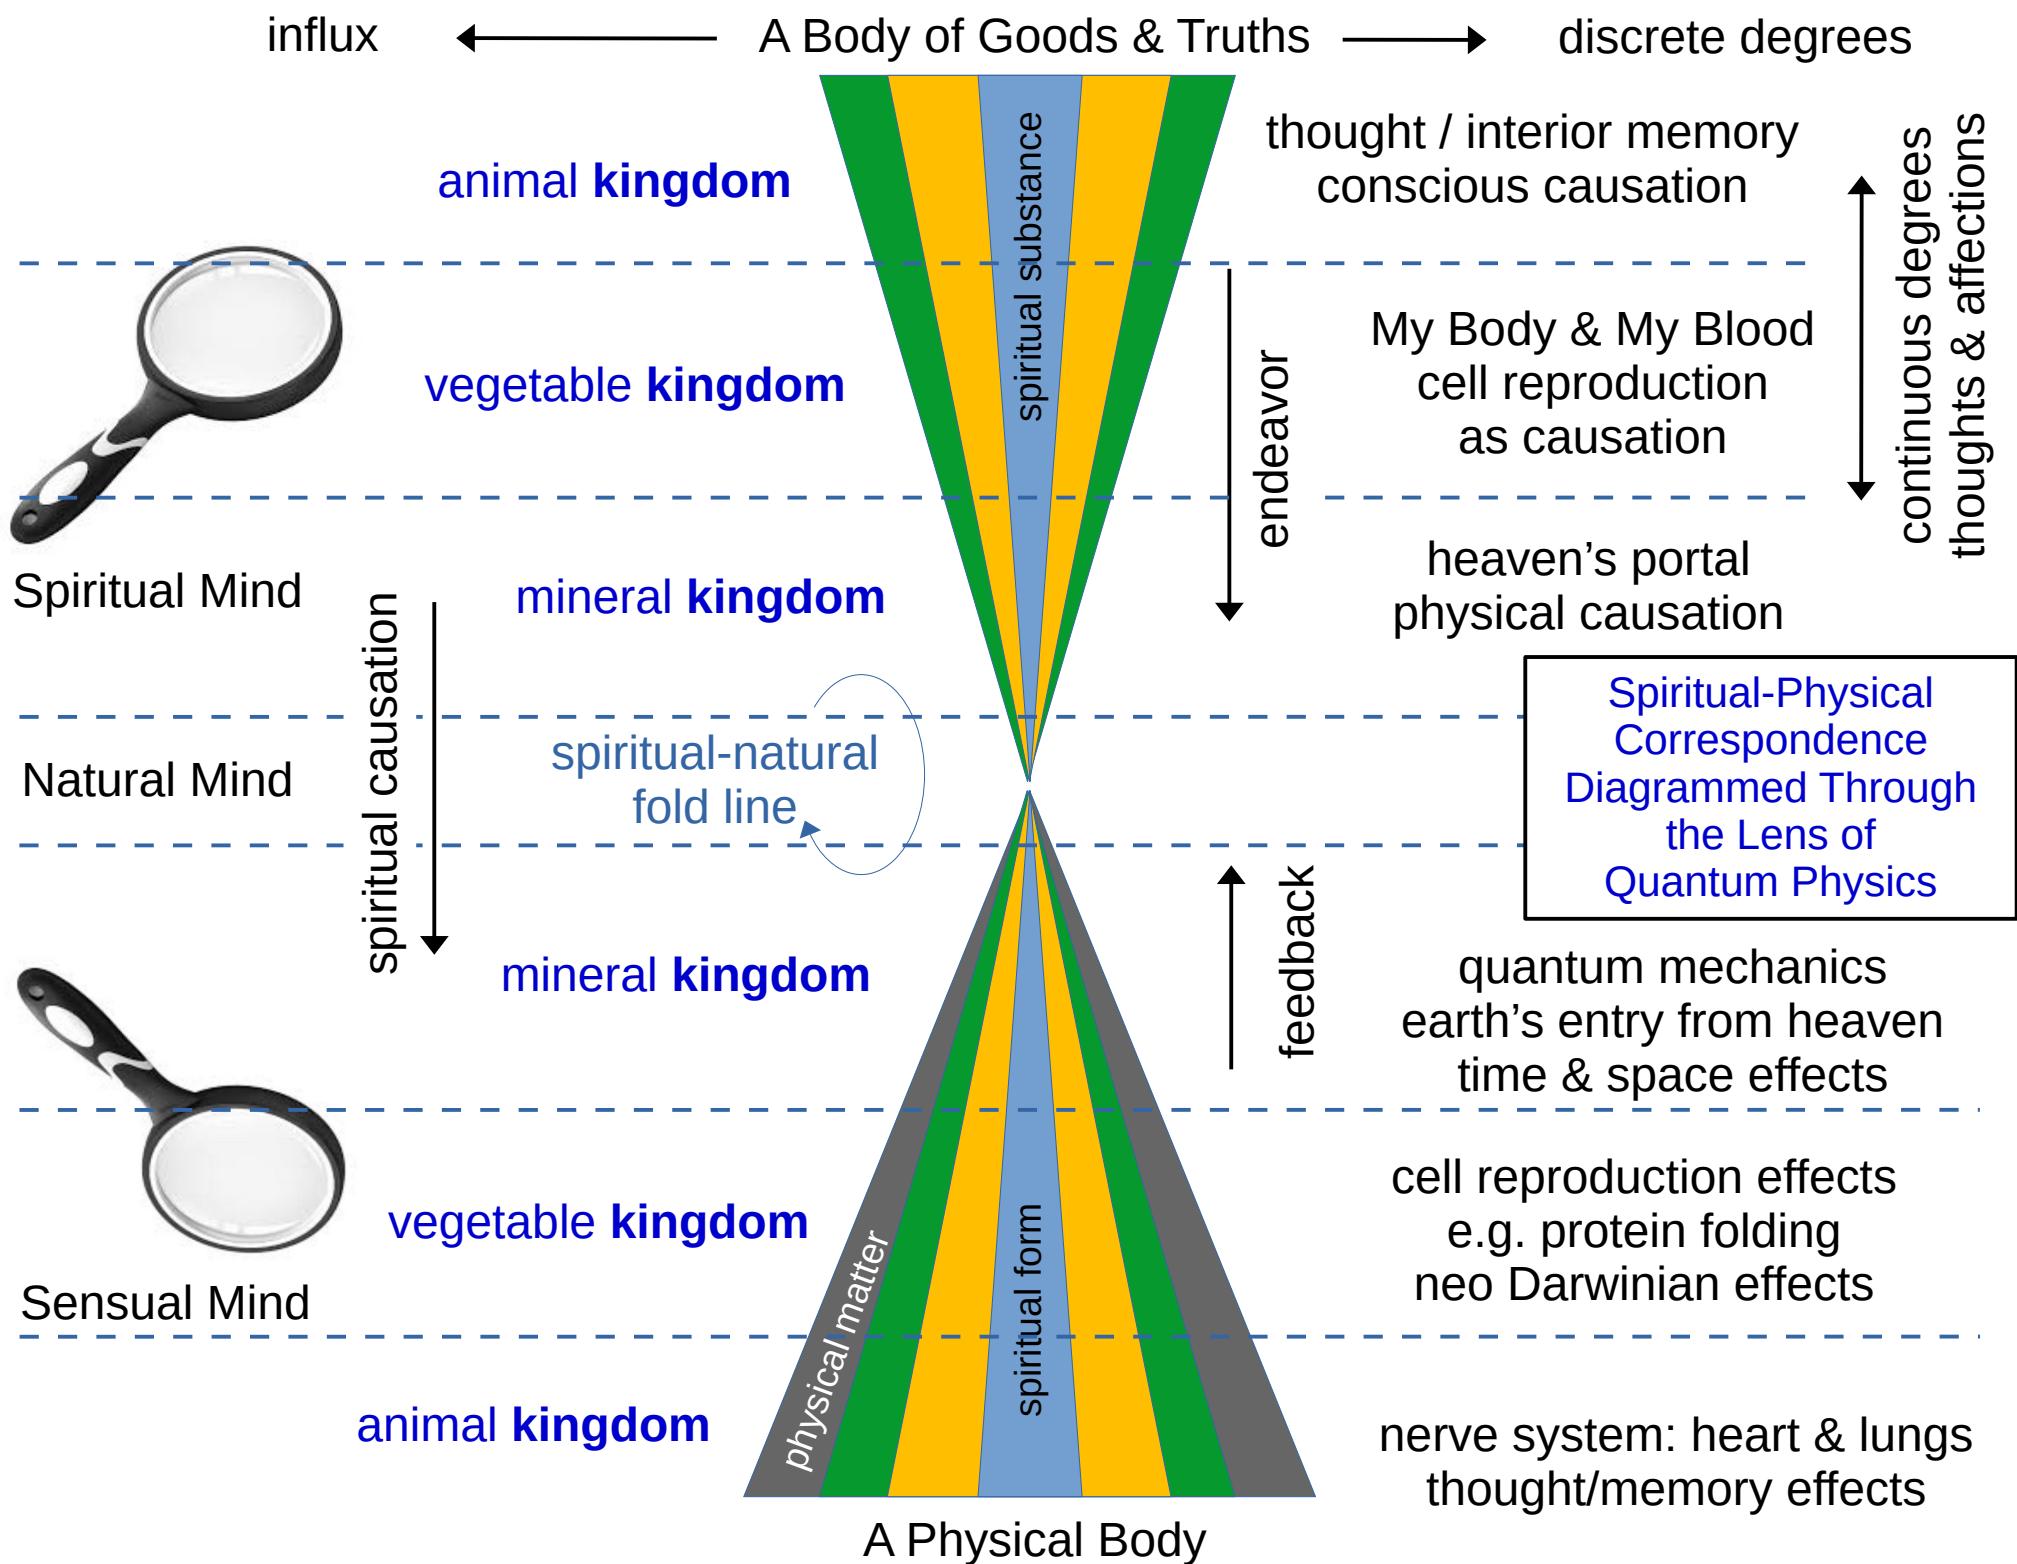 influx
A Body of Goods & Truths
discrete degrees
thought / interior memory
conscious causation
animal kingdom
spiritual substance
continuous degrees
thoughts & affections
vegetable kingdom
endeavor
My Body & My Blood
cell reproduction
as causation
Spiritual Mind
mineral kingdom
heaven’s portal
physical causation
spiritual causation
Natural Mind
spiritual-natural
fold line
Spiritual-Physical
Correspondence
Diagrammed Through
the Lens of
Quantum Physics
mineral kingdom
feedback
quantum mechanics
earth’s entry from heaven
time & space effects
vegetable kingdom
cell reproduction effects
e.g. protein folding
neo Darwinian effects
Sensual Mind
physical matter
spiritual form
animal kingdom
nerve system: heart & lungs
thought/memory effects
A Physical Body